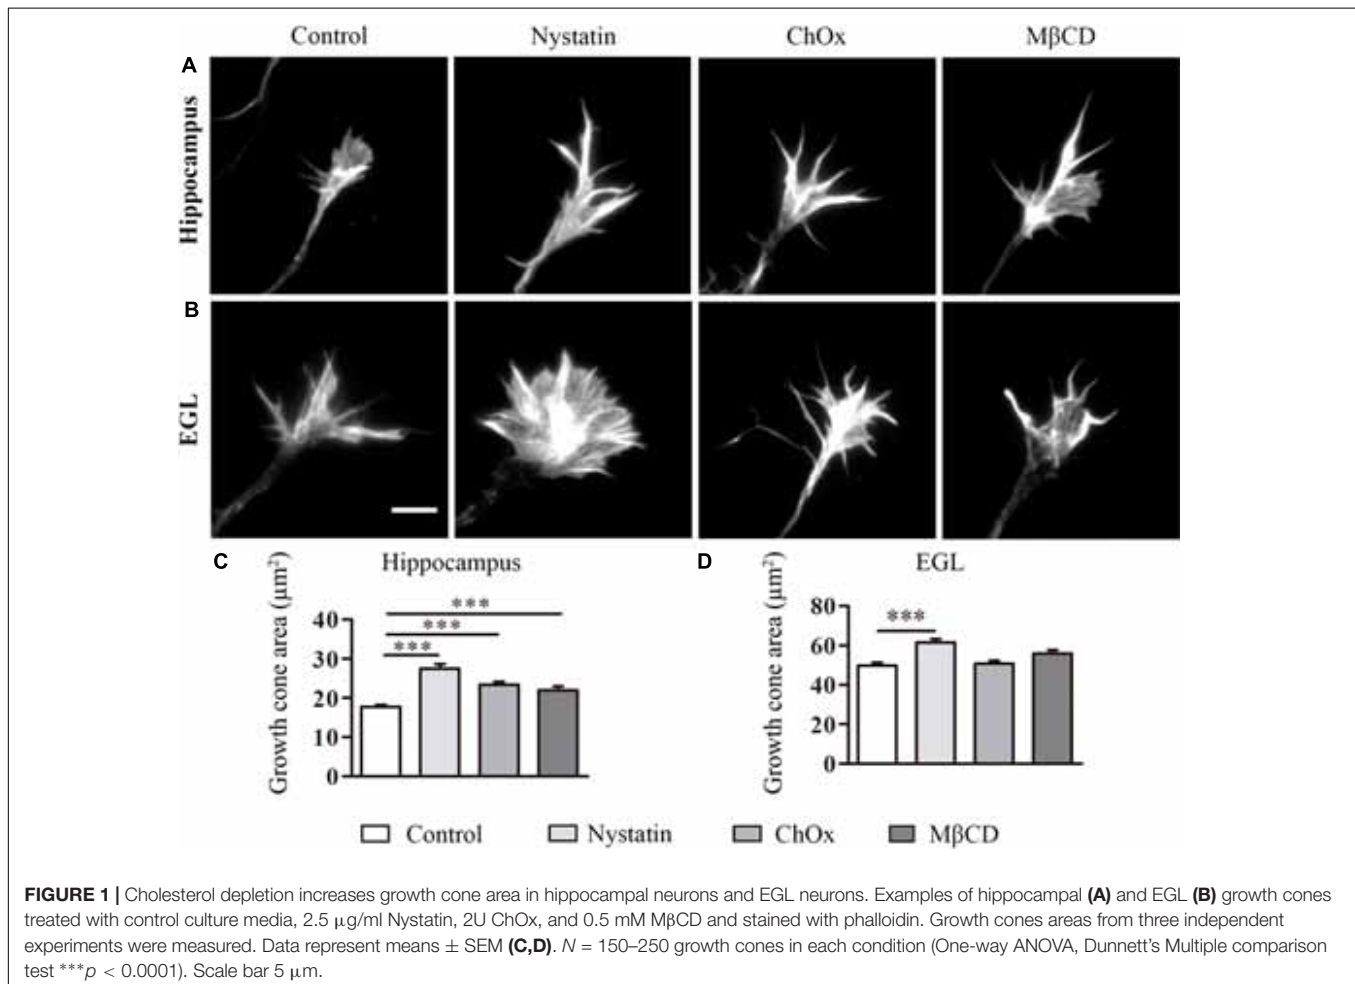 Control Nystatin ChOx MβCD
A
Hippocampus
B
EGL
C Hippocampus
Growth cone area (μm²)
40
30
20
10
0
***
***
***
D EGL
Growth cone area (μm²)
80
60
40
20
0
***
Control Nystatin ChOx MβCD
FIGURE 1 | Cholesterol depletion increases growth cone area in hippocampal neurons and EGL neurons. Examples of hippocampal (A) and EGL (B) growth cones
treated with control culture media, 2.5 μg/ml Nystatin, 2U ChOx, and 0.5 mM MβCD and stained with phalloidin. Growth cones areas from three independent
experiments were measured. Data represent means ± SEM (C,D). N = 150–250 growth cones in each condition (One-way ANOVA, Dunnett's Multiple comparison
test ***p < 0.0001). Scale bar 5 μm.